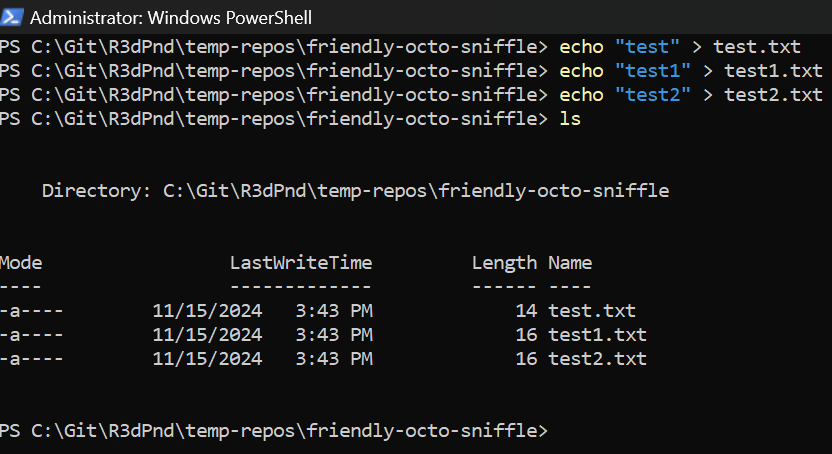 Administrator: Windows PowerShell
PS C:\Git\R3dPnd\temp-repos\friendly-octo-sniffle> echo "test" > test.txt
PS C:\Git\R3dPnd\temp-repos\friendly-octo-sniffle> echo "test1" > test1.txt
PS C:\Git\R3dPnd\temp-repos\friendly-octo-sniffle> echo "test2" > test2.txt
PS C:\Git\R3dPnd\temp-repos\friendly-octo-sniffle> ls
    Directory: C:\Git\R3dPnd\temp-repos\friendly-octo-sniffle
Mode                 LastWriteTime         Length Name
----                 -------------         ------ ----
-a----        11/15/2024   3:43 PM             14 test.txt
-a----        11/15/2024   3:43 PM             16 test1.txt
-a----        11/15/2024   3:43 PM             16 test2.txt
PS C:\Git\R3dPnd\temp-repos\friendly-octo-sniffle>